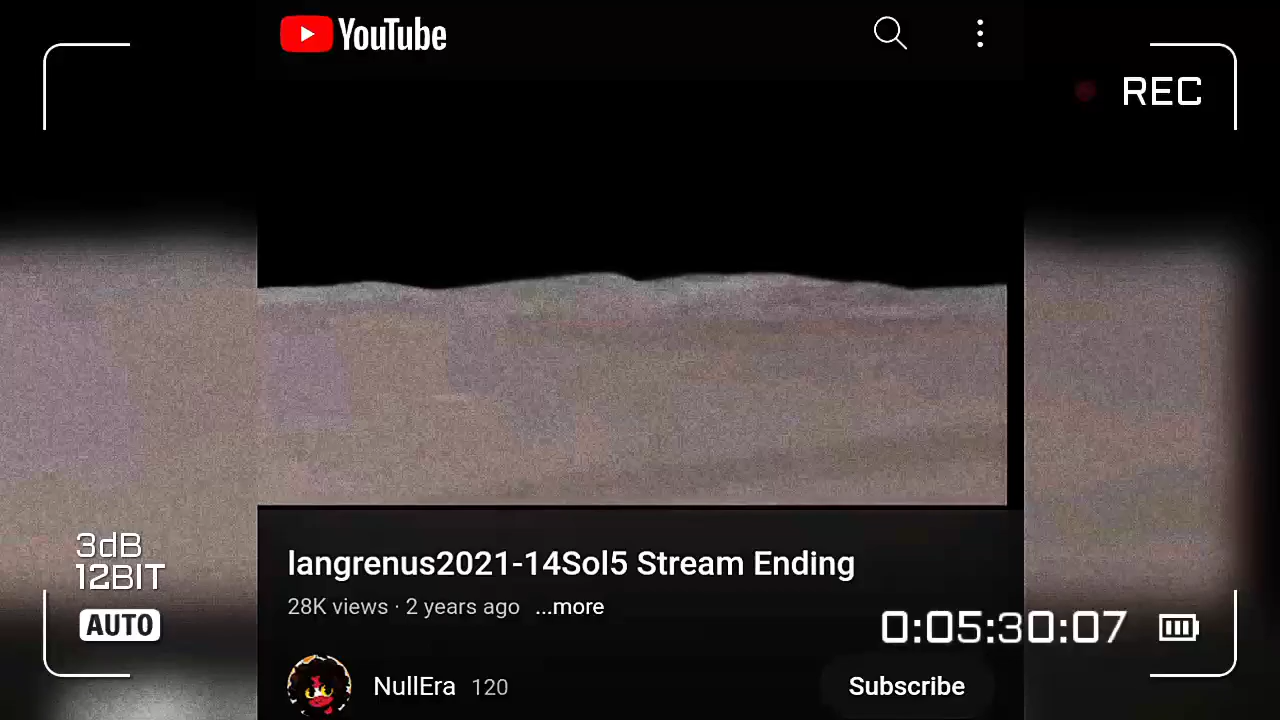 YouTube
REC
3dB
12BIT
AUTO
langrenus2021-14Sol5 Stream Ending
28K views · 2 years ago ...more
0:05:30:07
NullEra 120
Subscribe